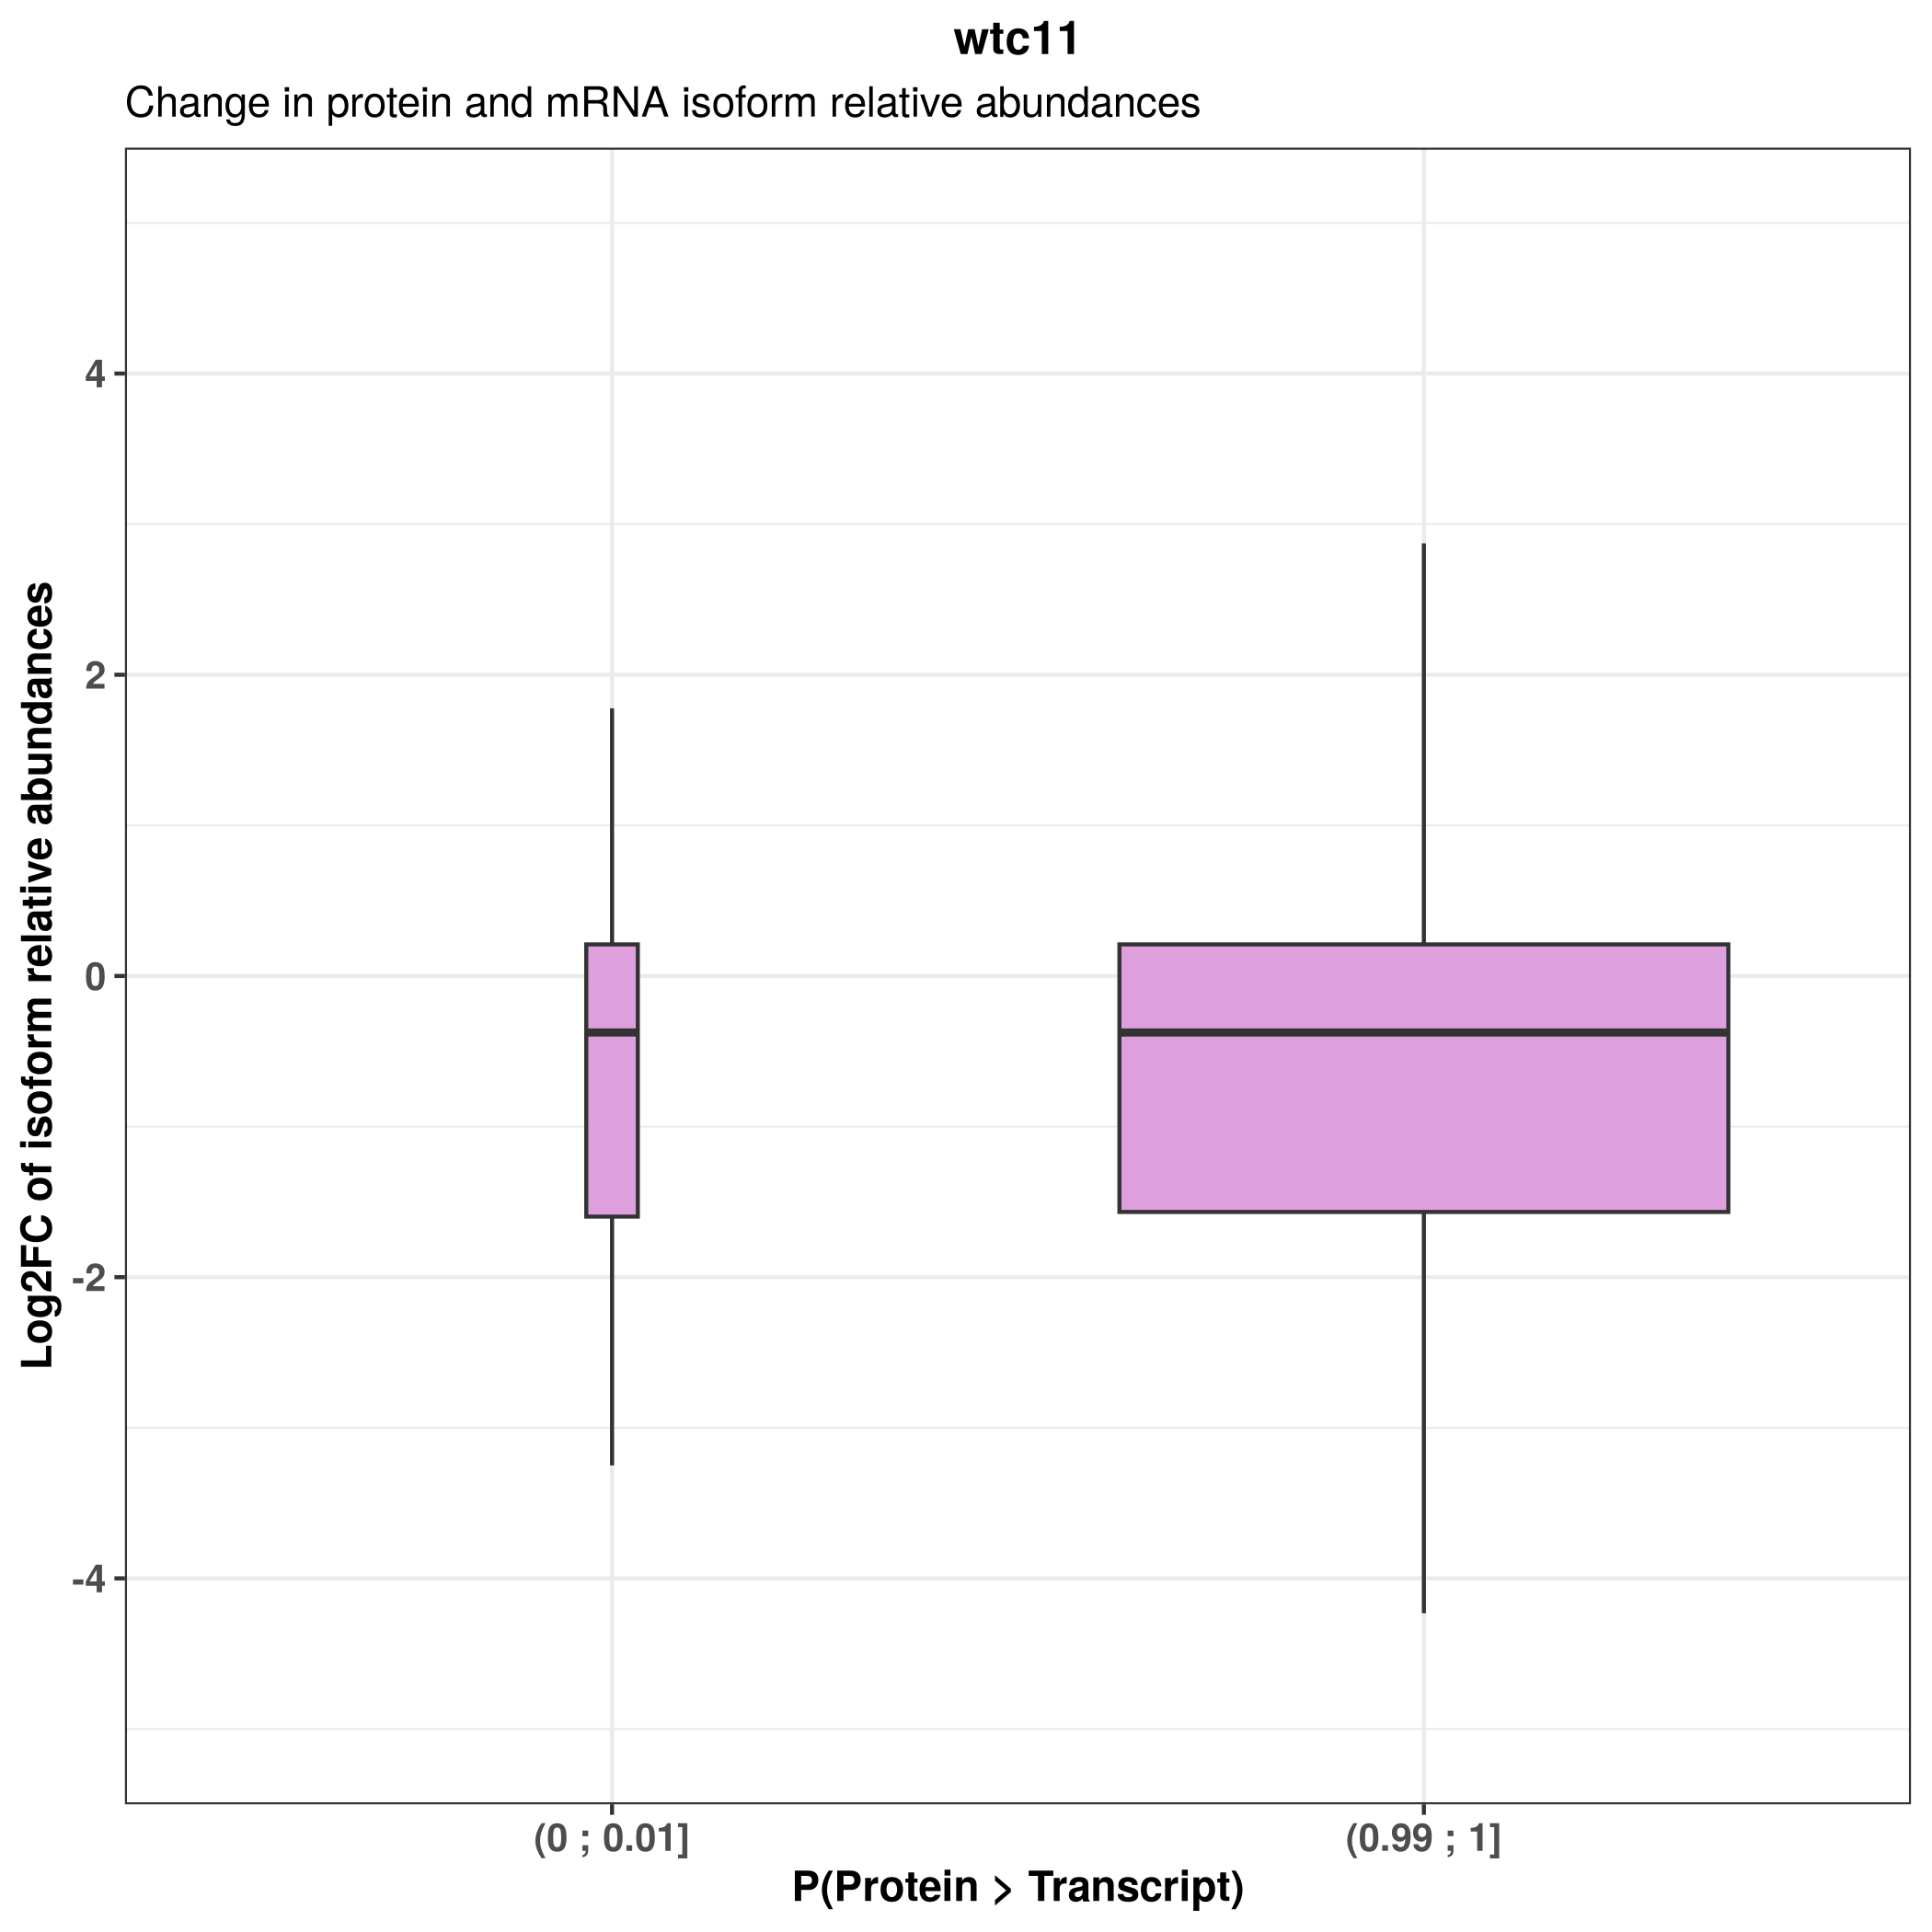 wtc11
Change in protein and mRNA isoform relative abundances
Log2FC of isoform relative abundances
4
2
0
-2
-4
(0 ; 0.01]
(0.99 ; 1]
P(Protein > Transcript)